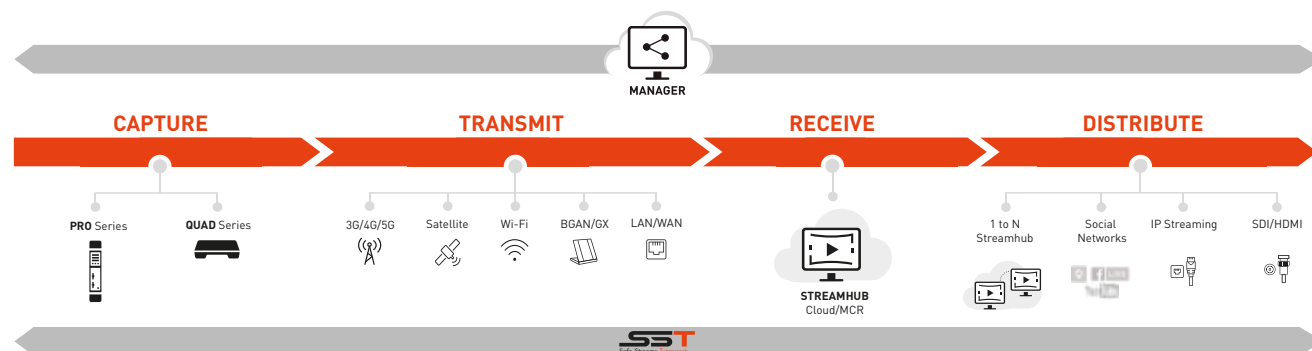 MANAGER
CAPTURE
TRANSMIT
RECEIVE
DISTRIBUTE
PRO Series
QUAD Series
3G/4G/5G
Satellite
Wi-Fi
BGAN/GX
LAN/WAN
STREAMHUB
Cloud/MCR
1 to N
Streamhub
Social
Networks
IP Streaming
SDI/HDMI
SST